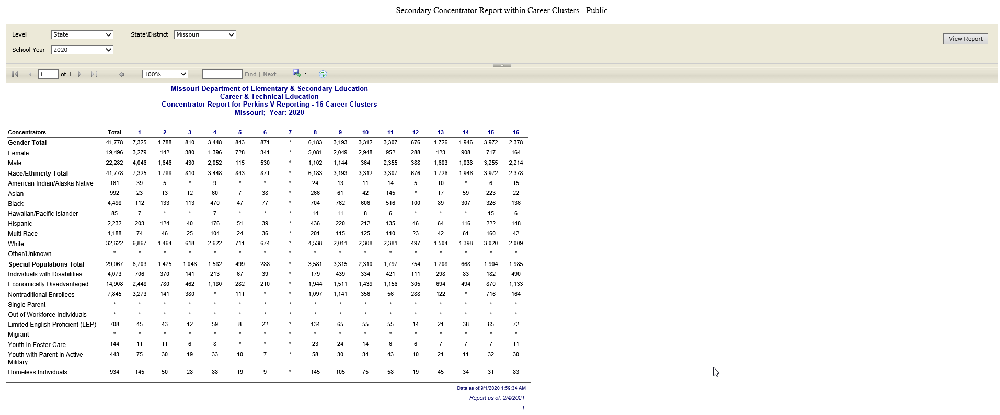 Secondary Concentrator Report within Career Clusters - Public
Level State State\District Missouri View Report
School Year 2020
1 of 1 100% Find | Next
Missouri Department of Elementary & Secondary Education
Career & Technical Education
Concentrator Report for Perkins V Reporting - 16 Career Clusters
Missouri; Year: 2020
Concentrators Total 1 2 3 4 5 6 7 8 9 10 11 12 13 14 15 16
Gender Total 41,778 7,325 1,788 810 3,448 843 871 * 6,183 3,193 3,312 3,307 676 1,726 1,946 3,972 2,378
Female 19,496 3,279 142 380 1,396 728 341 * 5,081 2,049 2,948 952 288 123 908 717 164
Male 22,282 4,046 1,646 430 2,052 115 530 * 1,102 1,144 364 2,355 388 1,603 1,038 3,255 2,214
Race/Ethnicity Total 41,778 7,325 1,788 810 3,448 843 871 * 6,183 3,193 3,312 3,307 676 1,726 1,946 3,972 2,378
American Indian/Alaska Native 161 39 5 * 9 * * * 24 13 11 14 5 10 * 6 15
Asian 992 23 13 12 60 7 38 * 266 61 42 145 * 17 59 223 22
Black 4,498 112 133 113 470 47 77 * 704 762 606 516 100 89 307 326 136
Hawaiian/Pacific Islander 85 7 * * 7 * * * 14 11 8 6 * * * 15 6
Hispanic 2,232 203 124 40 176 51 39 * 436 220 212 135 46 64 116 222 148
Multi Race 1,188 74 46 25 104 24 36 * 201 115 125 110 23 42 61 160 42
White 32,622 6,867 1,464 618 2,622 711 674 * 4,538 2,011 2,308 2,381 497 1,504 1,398 3,020 2,009
Other/Unknown * * * * * * * * * * * * * * * * *
Special Populations Total 29,067 6,703 1,425 1,048 1,582 499 288 * 3,581 3,315 2,310 1,797 754 1,208 668 1,904 1,985
Individuals with Disabilities 4,073 706 370 141 213 67 39 * 179 439 334 421 111 298 83 182 490
Economically Disadvantaged 14,908 2,448 780 462 1,180 282 210 * 1,944 1,511 1,439 1,156 305 694 494 870 1,133
Nontraditional Enrollees 7,845 3,273 141 380 * 111 * * 1,097 1,141 356 56 288 122 * 716 164
Single Parent * * * * * * * * * * * * * * * * *
Out of Workforce Individuals * * * * * * * * * * * * * * * * *
Limited English Proficient (LEP) 708 45 43 12 59 8 22 * 134 65 55 55 14 21 38 65 72
Migrant * * * * * * * * * * * * * * * * *
Youth in Foster Care 144 11 11 6 8 * * * 23 24 14 6 6 7 7 7 11
Youth with Parent in Active 443 75 30 19 33 10 7 * 58 30 34 43 10 21 11 32 30
Military
Homeless Individuals 934 145 50 28 88 19 9 * 145 105 75 58 19 45 34 31 83
Data as of:9/1/2020 1:59:34 AM
Report as of: 2/4/2021
1